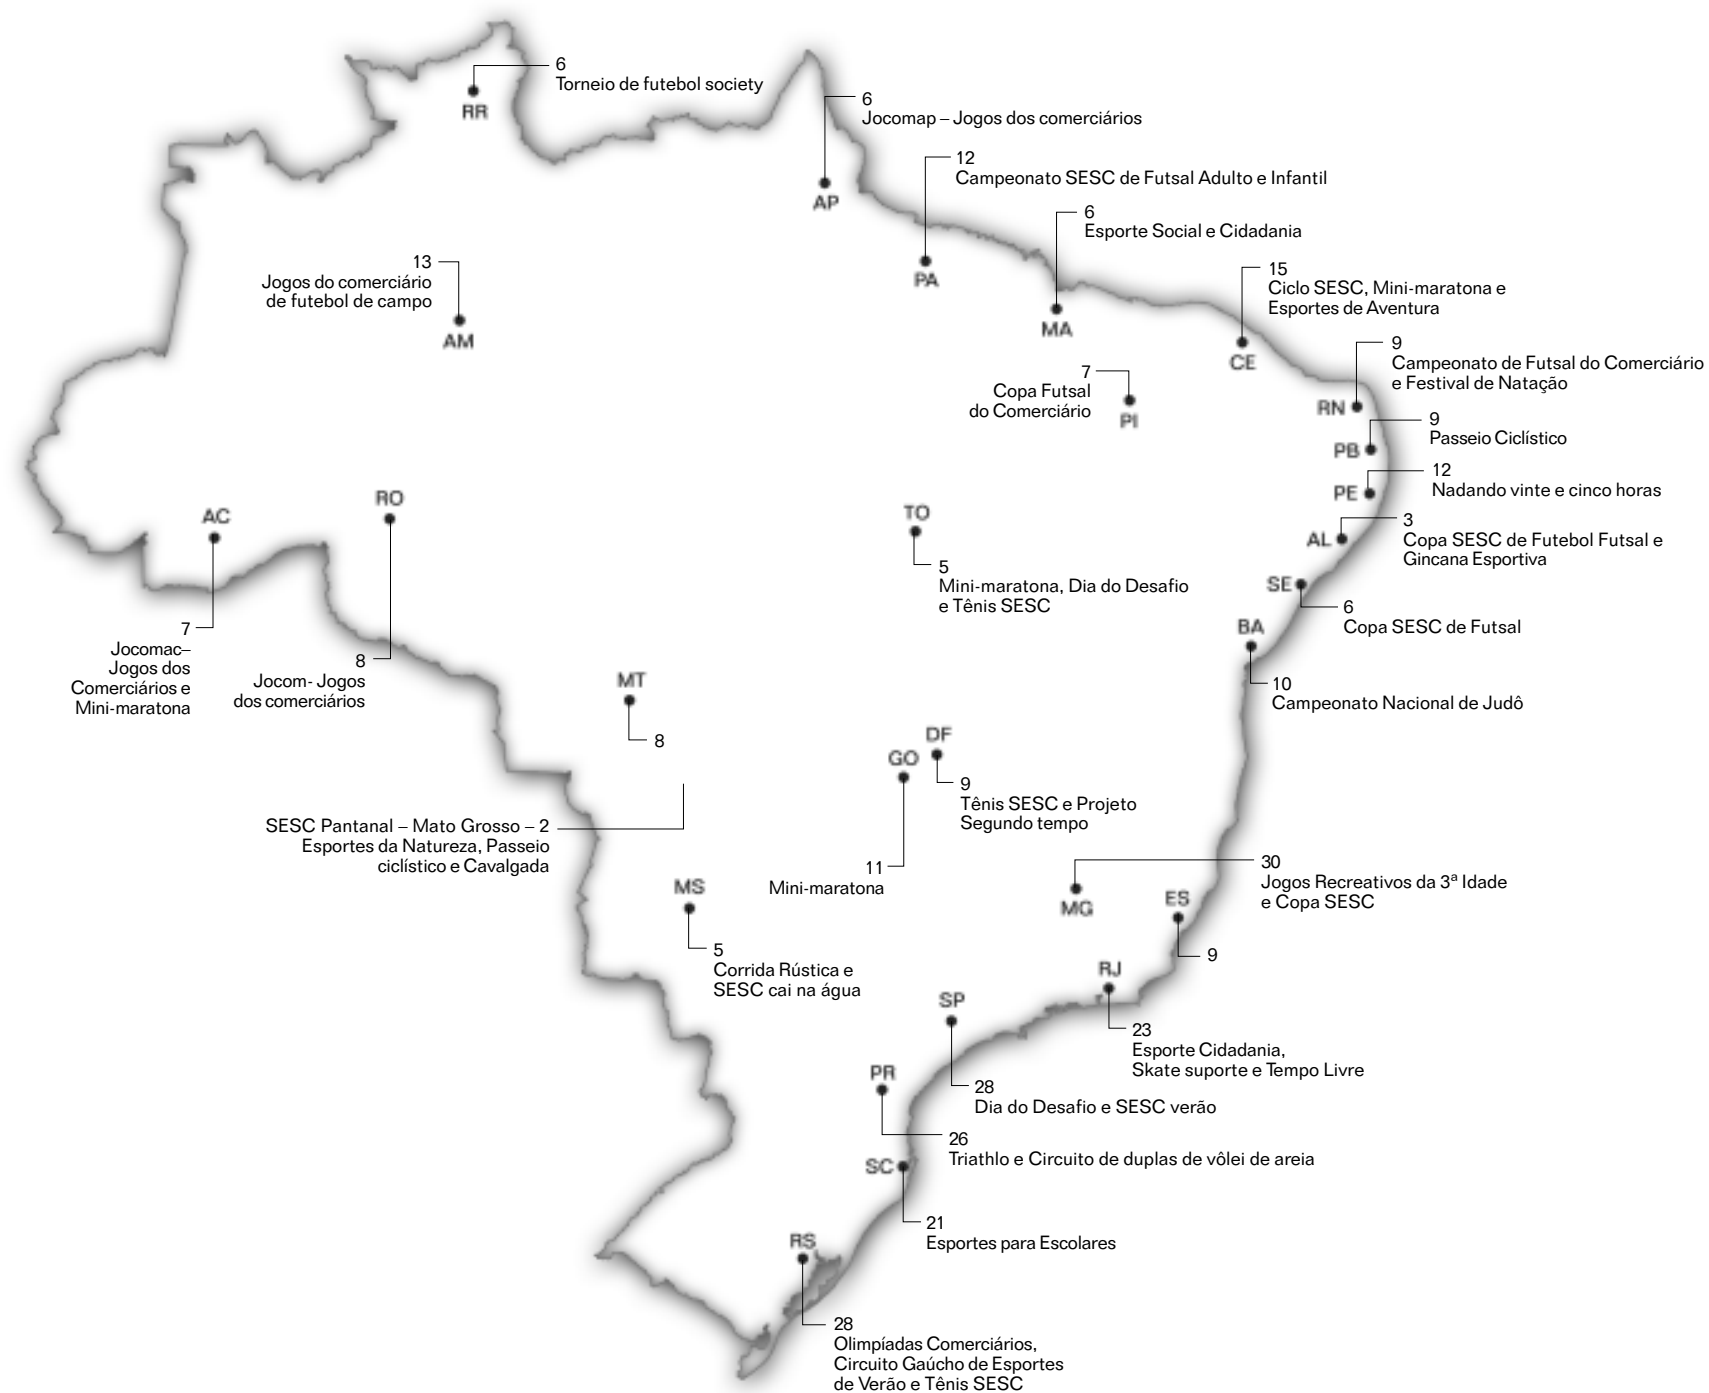 6
Torneio de futebol society
RR
6
Jocomap – Jogos dos comerciários
AP
12
Campeonato SESC de Futsal Adulto e Infantil
PA
6
Esporte Social e Cidadania
MA
13
Jogos do comerciário
de futebol de campo
AM
15
Ciclo SESC, Mini-maratona e
Esportes de Aventura
CE
7
Copa Futsal
do Comerciário
PI
9
Campeonato de Futsal do Comerciário
e Festival de Natação
RN
9
Passeio Ciclístico
PB
12
Nadando vinte e cinco horas
PE
3
Copa SESC de Futebol Futsal e
Gincana Esportiva
AL
SE
6
Copa SESC de Futsal
BA
10
Campeonato Nacional de Judô
AC
7
Jocomac–
Jogos dos
Comerciários e
Mini-maratona
RO
8
Jocom- Jogos
dos comerciários
TO
5
Mini-maratona, Dia do Desafio
e Tênis SESC
MT
8
SESC Pantanal – Mato Grosso – 2
Esportes da Natureza, Passeio
ciclístico e Cavalgada
DF
9
Tênis SESC e Projeto
Segundo tempo
GO
11
Mini-maratona
MS
5
Corrida Rústica e
SESC cai na água
30
Jogos Recreativos da 3ª Idade
e Copa SESC
MG
ES
9
RJ
23
Esporte Cidadania,
Skate suporte e Tempo Livre
SP
28
Dia do Desafio e SESC verão
PR
26
Triathlo e Circuito de duplas de vôlei de areia
SC
21
Esportes para Escolares
RS
28
Olimpíadas Comerciários,
Circuito Gaúcho de Esportes
de Verão e Tênis SESC